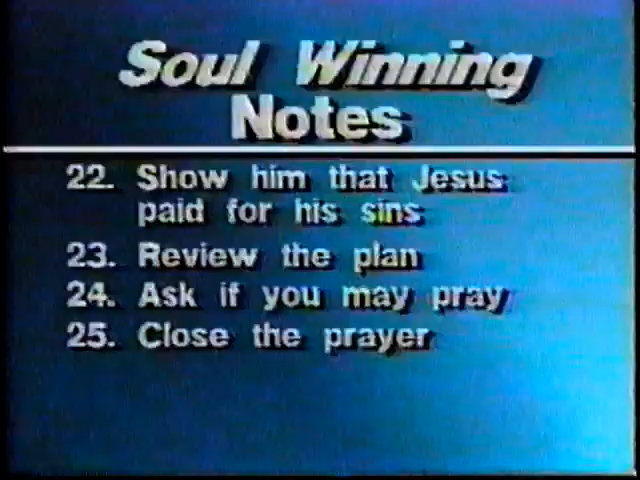 Soul Winning
Notes
22. Show him that Jesus
paid for his sins
23. Review the plan
24. Ask if you may pray
25. Close the prayer